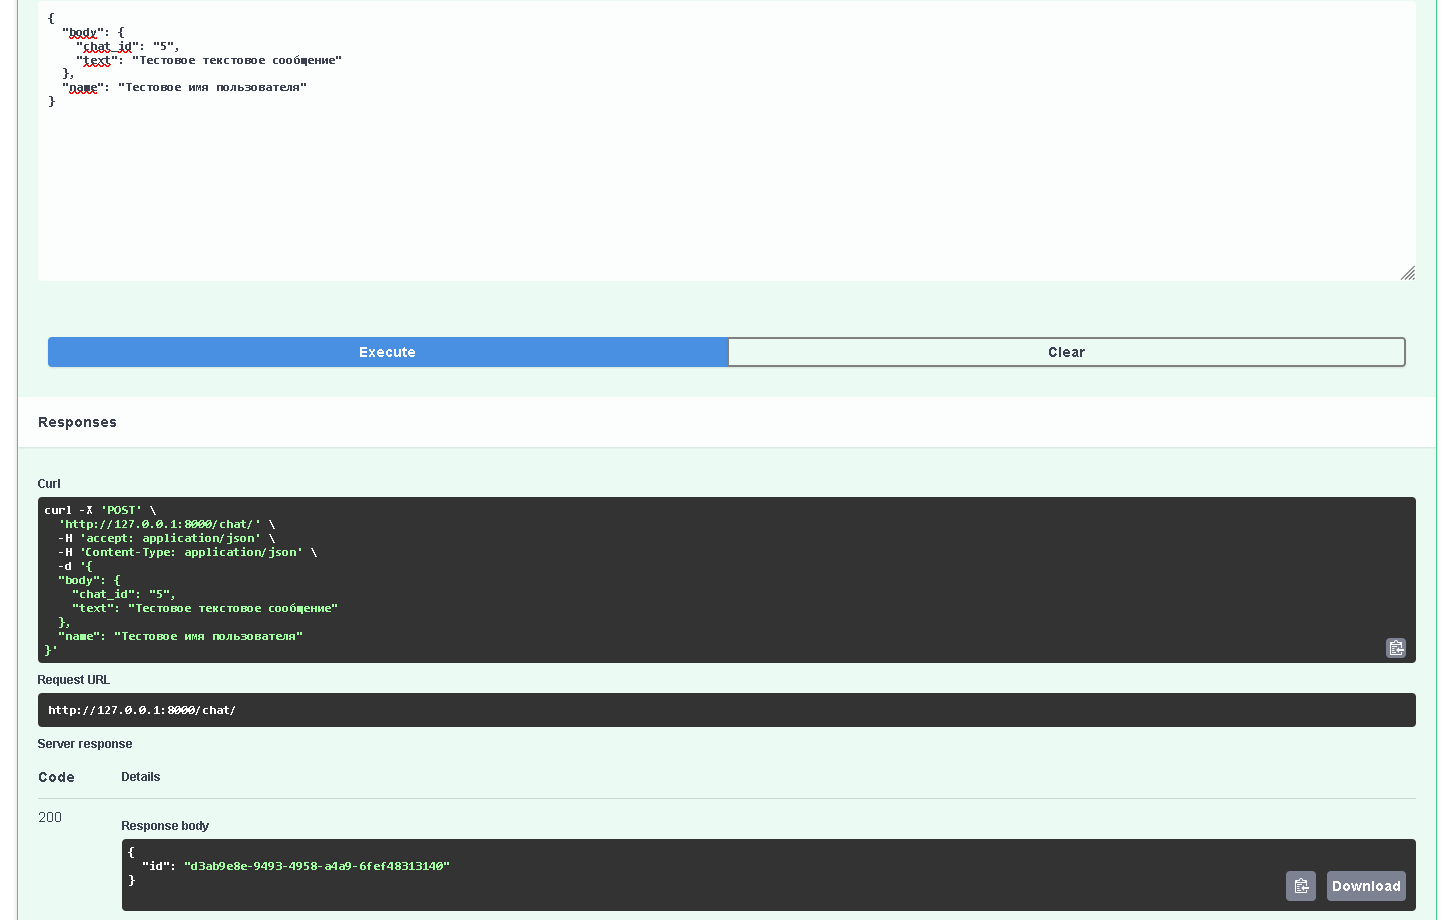 {
  "body": {
    "chat_id": "5",
    "text": "Тестовое текстовое сообщение"
  },
  "name": "Тестовое имя пользователя"
}
Execute
Clear
Responses
Curl
curl -X 'POST' \
  'http://127.0.0.1:8000/chat/' \
  -H 'accept: application/json' \
  -H 'Content-Type: application/json' \
  -d '{
  "body": {
    "chat_id": "5",
    "text": "Тестовое текстовое сообщение"
  },
  "name": "Тестовое имя пользователя"
}'
Request URL
http://127.0.0.1:8000/chat/
Server response
Code Details
200
Response body
{
  "id": "d3ab9e8e-9493-4958-a4a9-6fef48313140"
}
Download